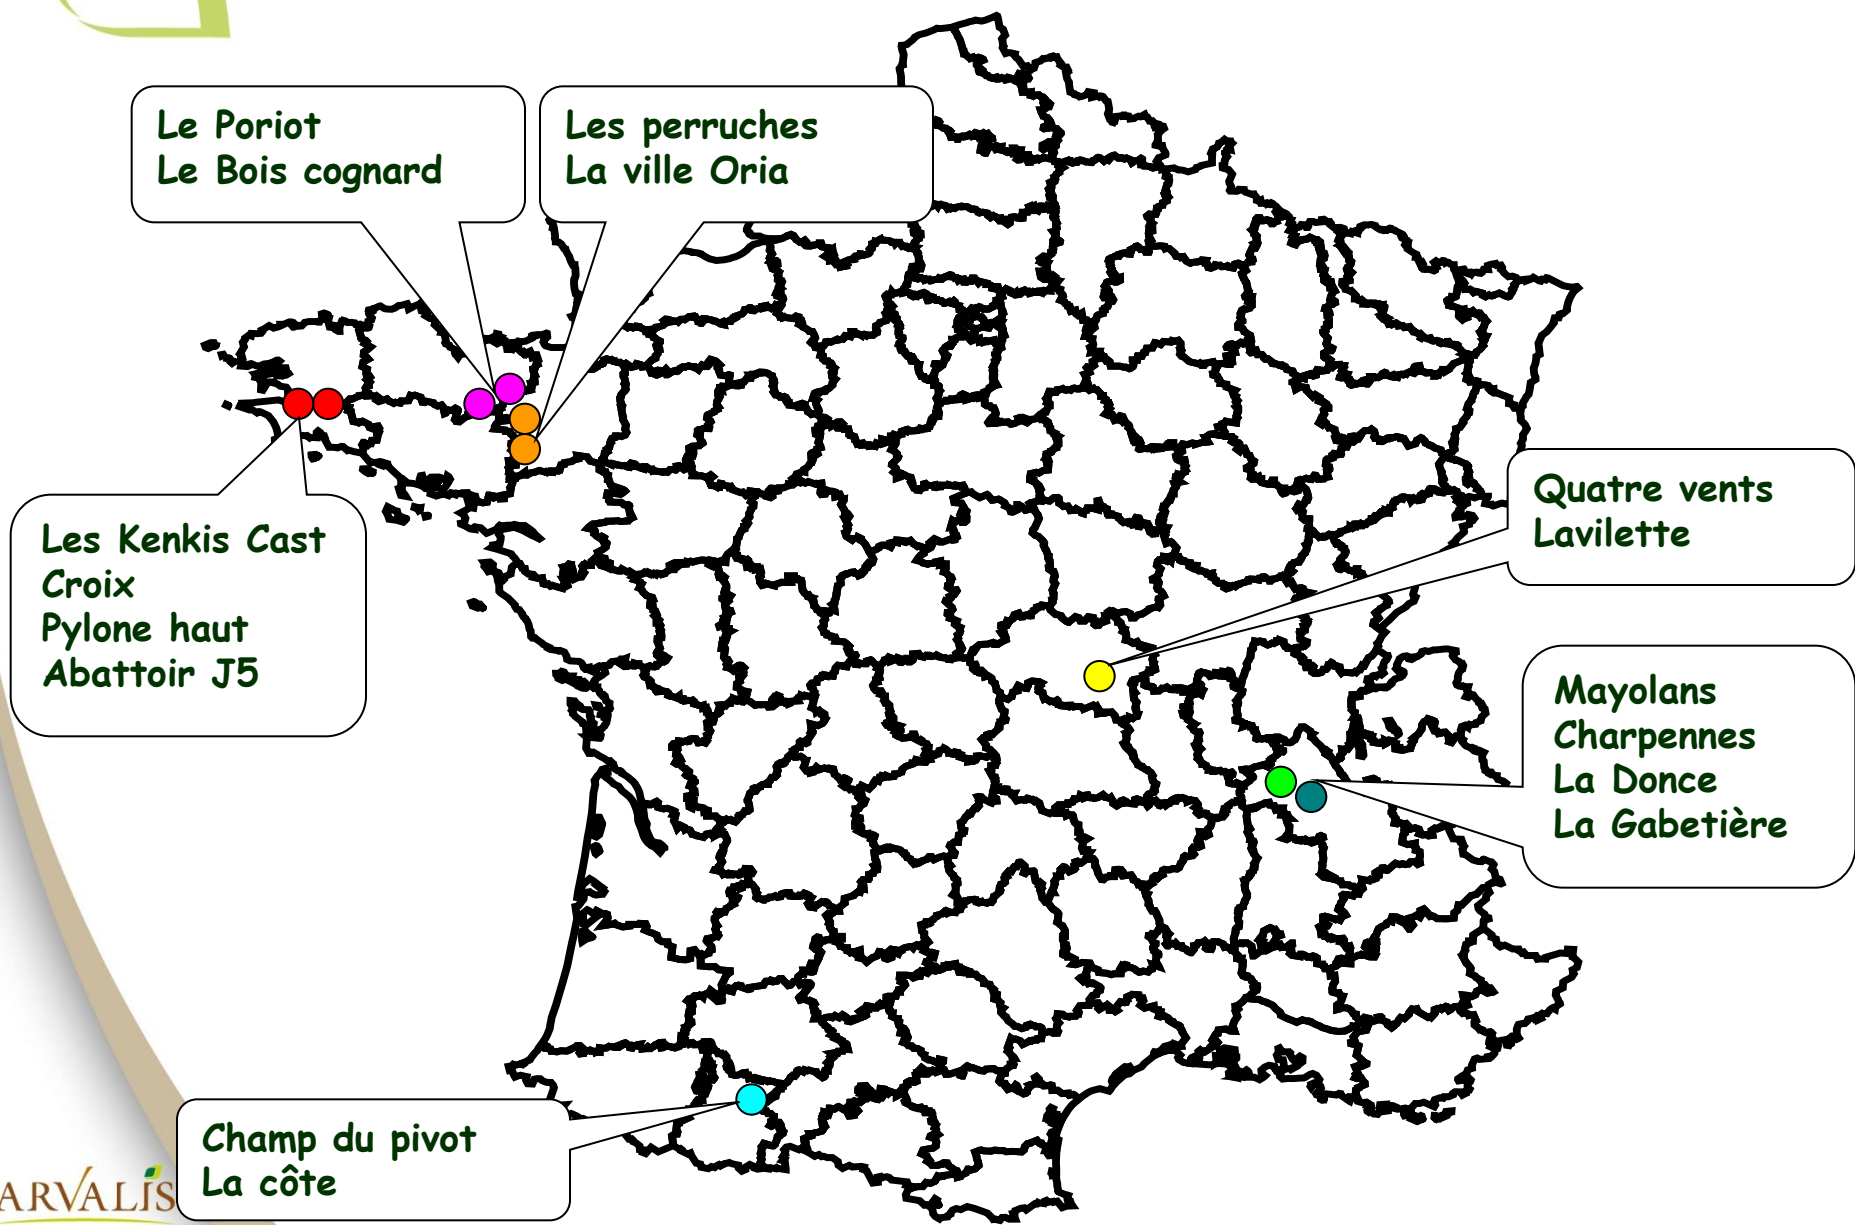 Le Poriot
Le Bois cognard
Les perruches
La ville Oria
Les Kenkis Cast
Croix
Pylone haut
Abattoir J5
Quatre vents
Lavilette
Mayolans
Charpennes
La Donce
La Gabetière
Champ du pivot
La côte
ARVALIS